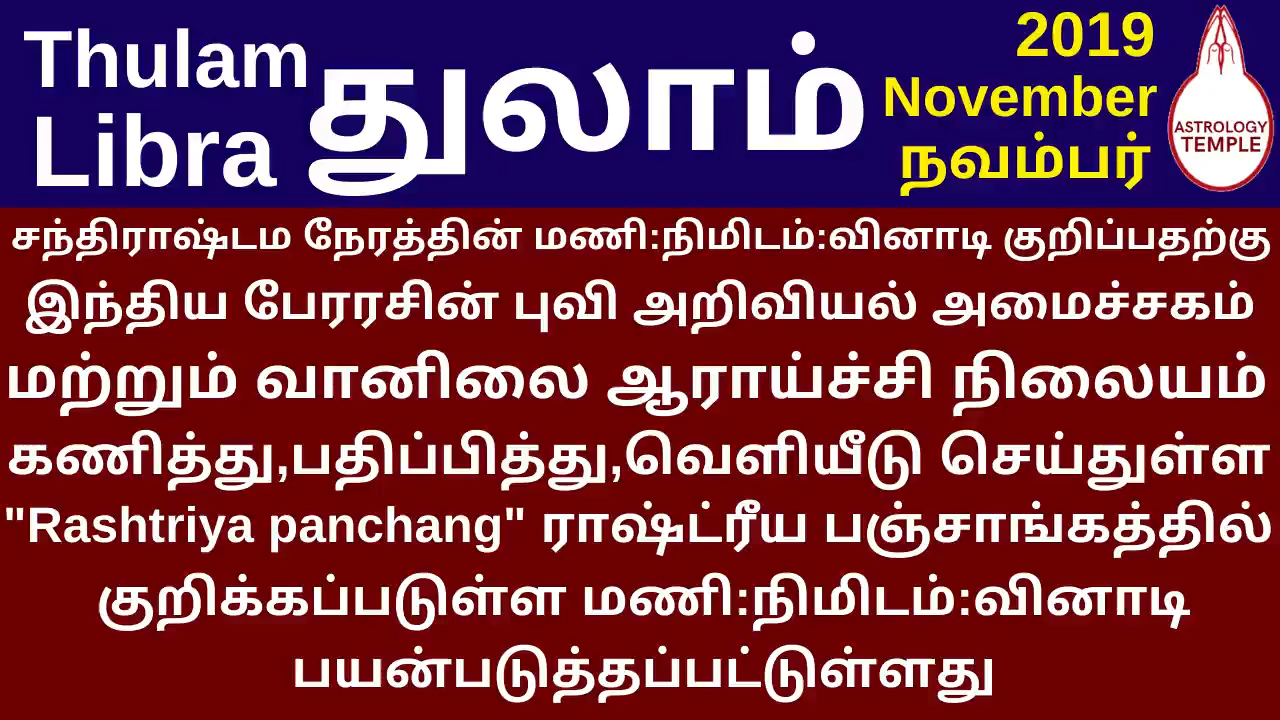 Thulam
Libra
துலாம்
2019
November
நவம்பர்
ASTROLOGY
TEMPLE
சந்திராஷ்டம நேரத்தின் மணி:நிமிடம்:வினாடி குறிப்பதற்கு
இந்திய பேரரசின் புவி அறிவியல் அமைச்சகம்
மற்றும் வானிலை ஆராய்ச்சி நிலையம்
கணித்து,பதிப்பித்து,வெளியீடு செய்துள்ள
"Rashtriya panchang" ராஷ்ட்ரீய பஞ்சாங்கத்தில்
குறிக்கப்படுள்ள மணி:நிமிடம்:வினாடி
பயன்படுத்தப்பட்டுள்ளது